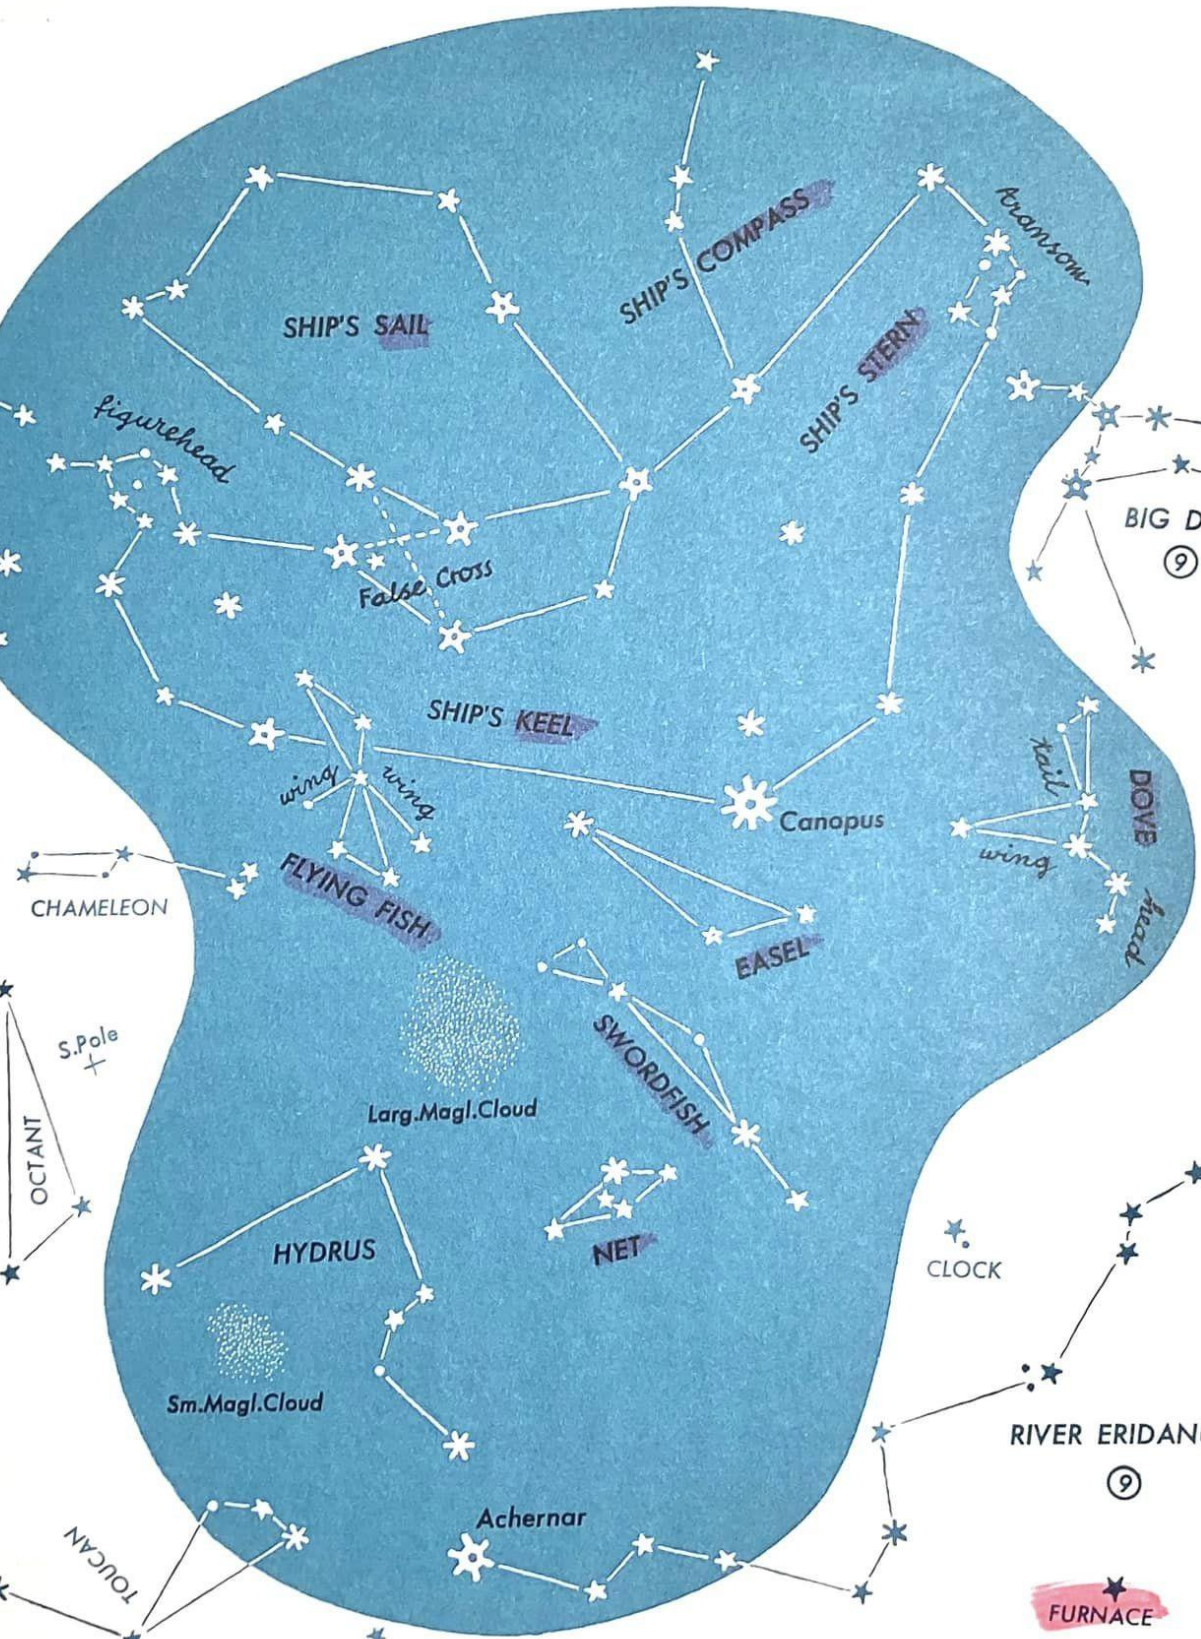 transom
SHIP'S COMPASS
SHIP'S SAIL
SHIP'S STERN
figurehead
BIG D
9
False Cross
SHIP'S KEEL
wing
wing
tail
DOVE
Canopus
wing
FLYING FISH
CHAMELEON
head
EASEL
S.Pole
SWORDFISH
Larg.Magl.Cloud
OCTANT
HYDRUS
NET
CLOCK
Sm.Magl.Cloud
RIVER ERIDAN
9
Achernar
TOUCAN
FURNACE